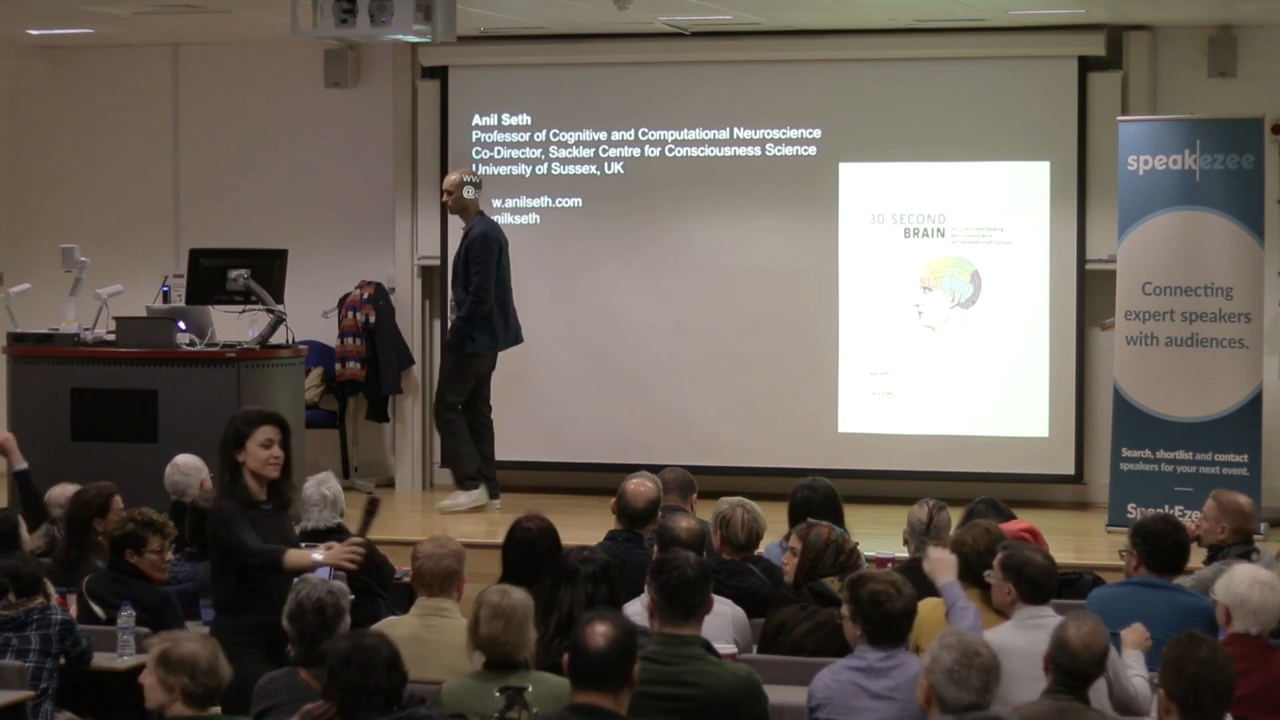 Anil Seth
Professor of Cognitive and Computational Neuroscience
Co-Director, Sackler Centre for Consciousness Science
University of Sussex, UK
w.anilseth.com
nilkseth
30 SECOND
BRAIN
speakezee
Connecting
expert speakers
with audiences.
Search, shortlist and contact
speakers for your next event.